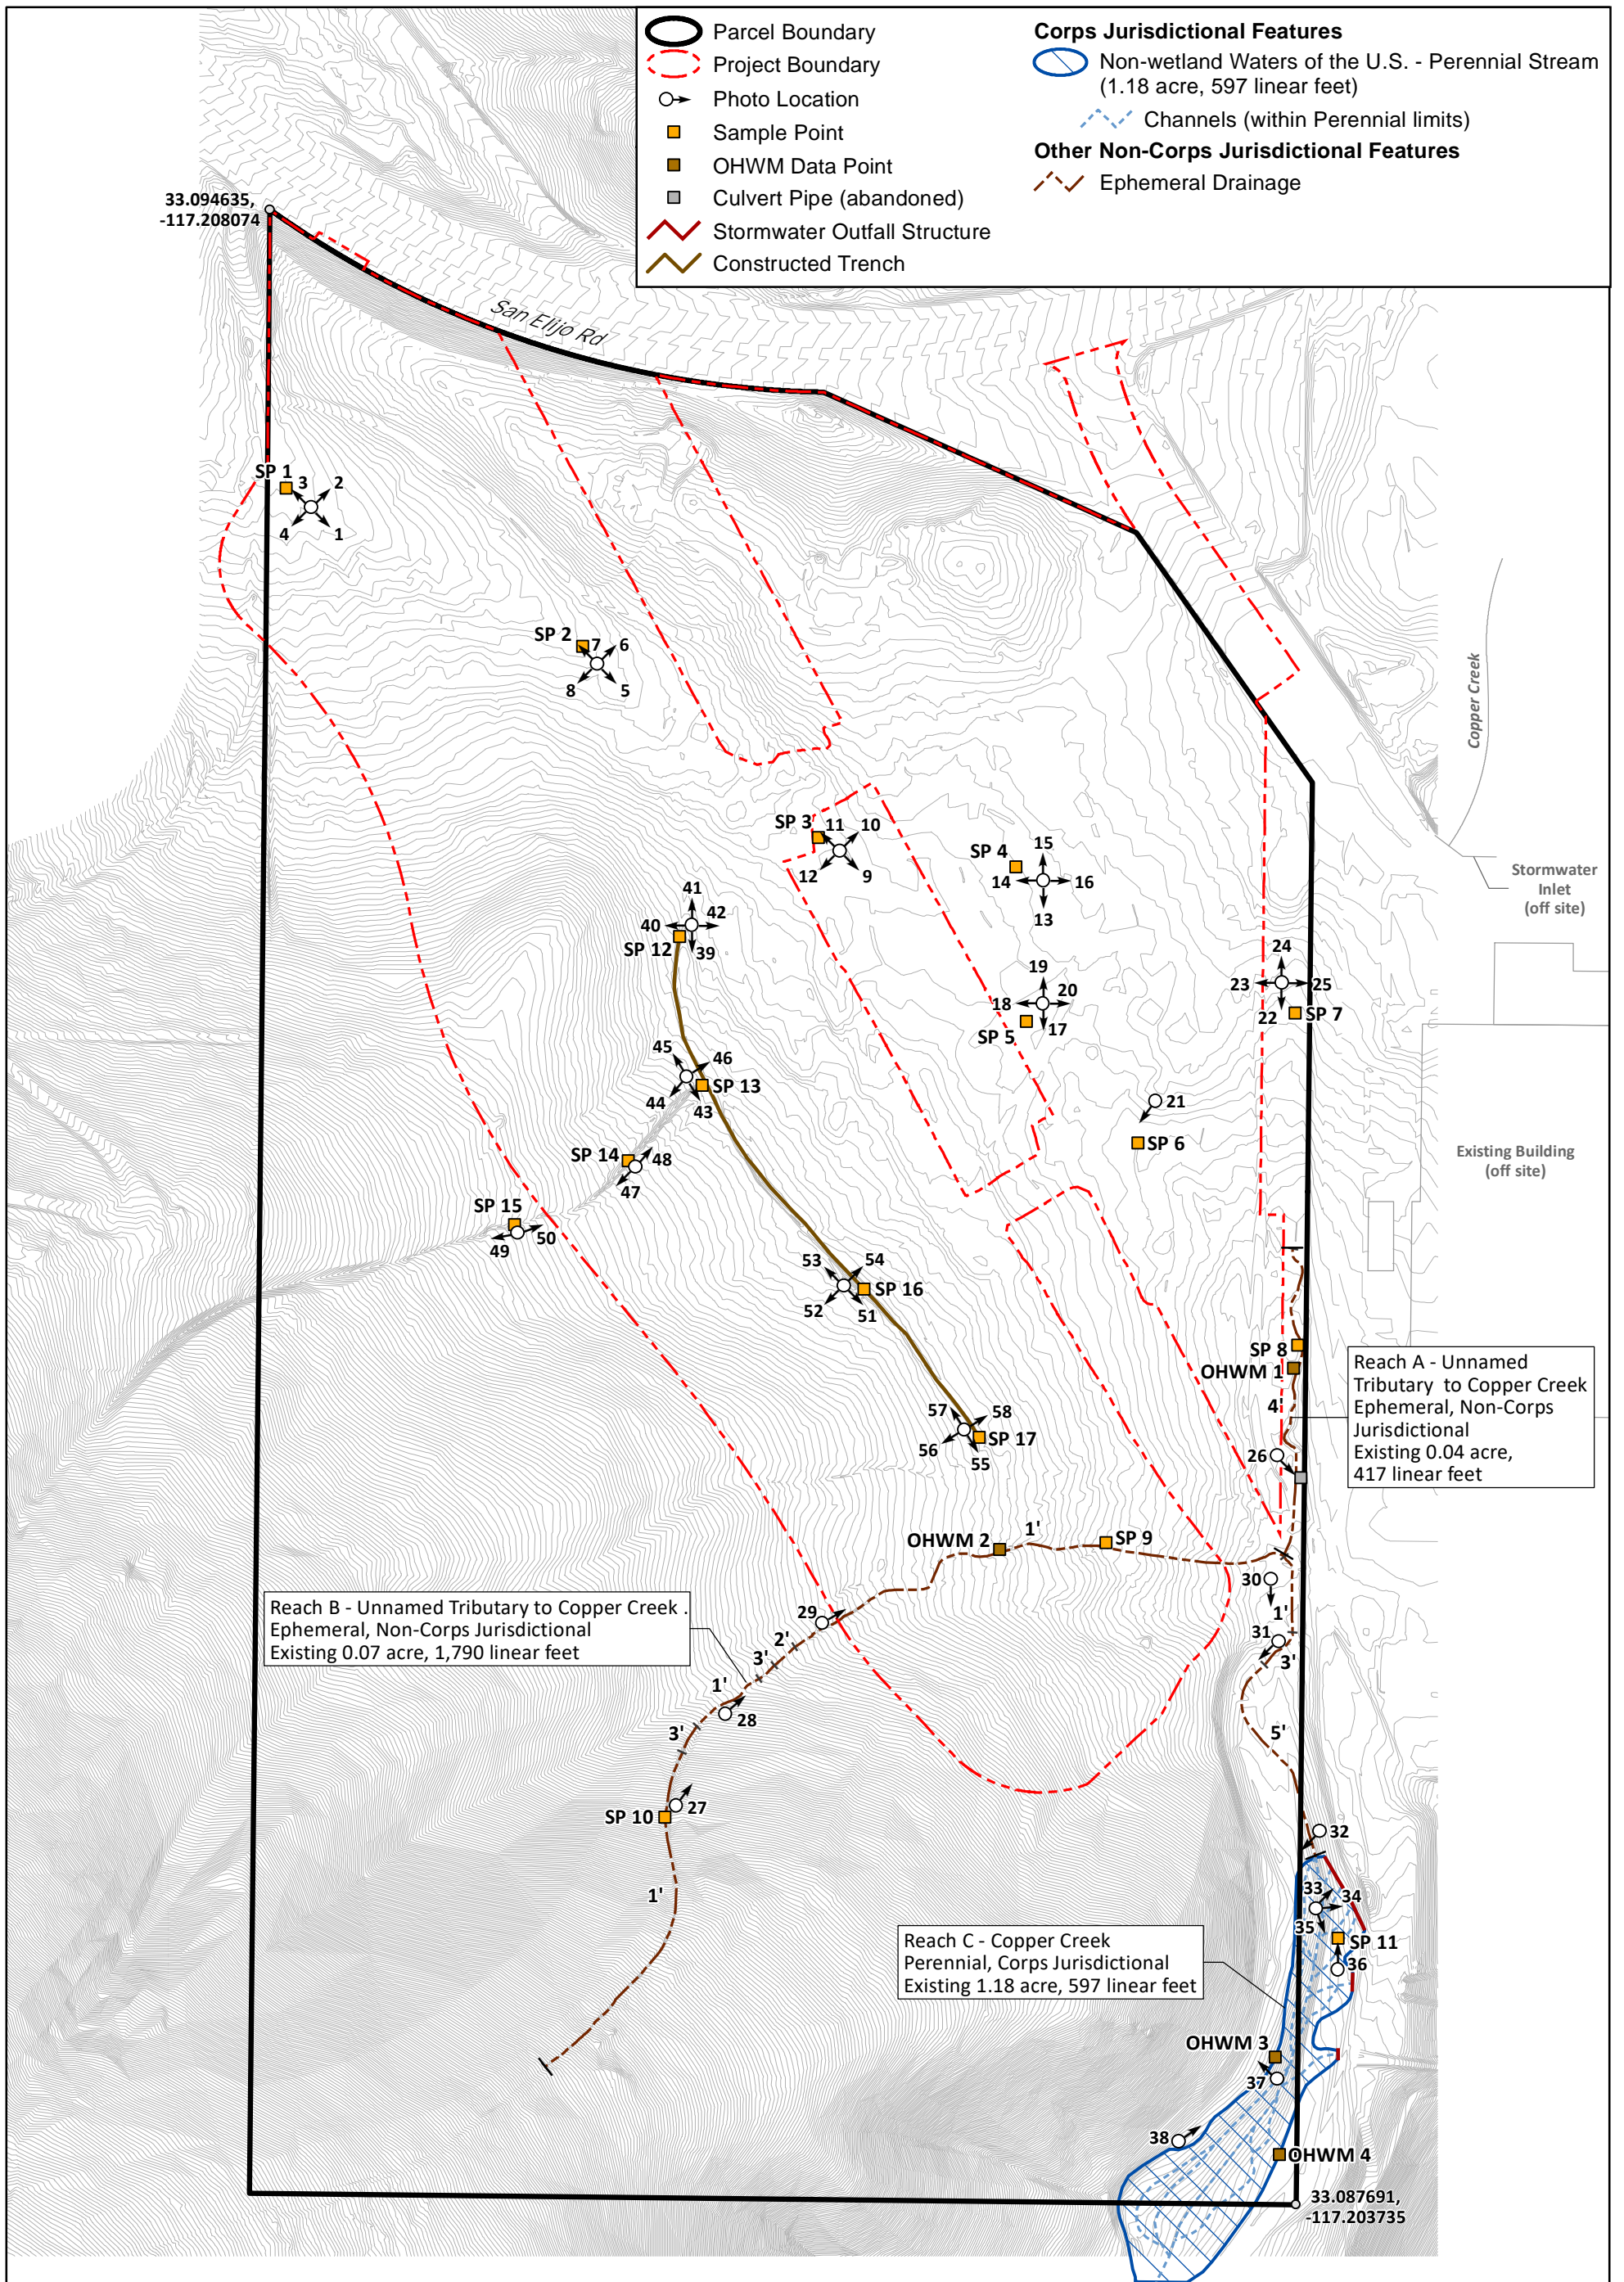 Parcel Boundary
Project Boundary
Photo Location
Sample Point
OHWM Data Point
Culvert Pipe (abandoned)
Stormwater Outfall Structure
Constructed Trench
Corps Jurisdictional Features
Non-wetland Waters of the U.S. - Perennial Stream
(1.18 acre, 597 linear feet)
Channels (within Perennial limits)
Other Non-Corps Jurisdictional Features
Ephemeral Drainage
33.094635,
-117.208074
San Elijo Rd
SP 1
3
2
4
1
SP 2
7
6
8
5
Copper Creek
SP 3
11
10
12
9
SP 4
15
14
16
13
Stormwater
Inlet
(off site)
41
40
42
SP 12
39
19
18
20
SP 5
17
24
23
25
22
SP 7
45
46
SP 13
44
43
21
SP 6
SP 14
48
47
Existing Building
(off site)
SP 15
50
49
53
54
SP 16
52
51
SP 8
OHWM 1
4'
Reach A - Unnamed
Tributary to Copper Creek
Ephemeral, Non-Corps
Jurisdictional
Existing 0.04 acre,
417 linear feet
57
58
SP 17
56
55
26
OHWM 2
1'
SP 9
30
1'
31
3'
Reach B - Unnamed Tributary to Copper Creek .
Ephemeral, Non-Corps Jurisdictional
Existing 0.07 acre, 1,790 linear feet
29
2'
3'
1'
28
3'
5'
27
SP 10
32
1'
33
34
35
SP 11
36
Reach C - Copper Creek
Perennial, Corps Jurisdictional
Existing 1.18 acre, 597 linear feet
OHWM 3
37
38
OHWM 4
33.087691,
-117.203735